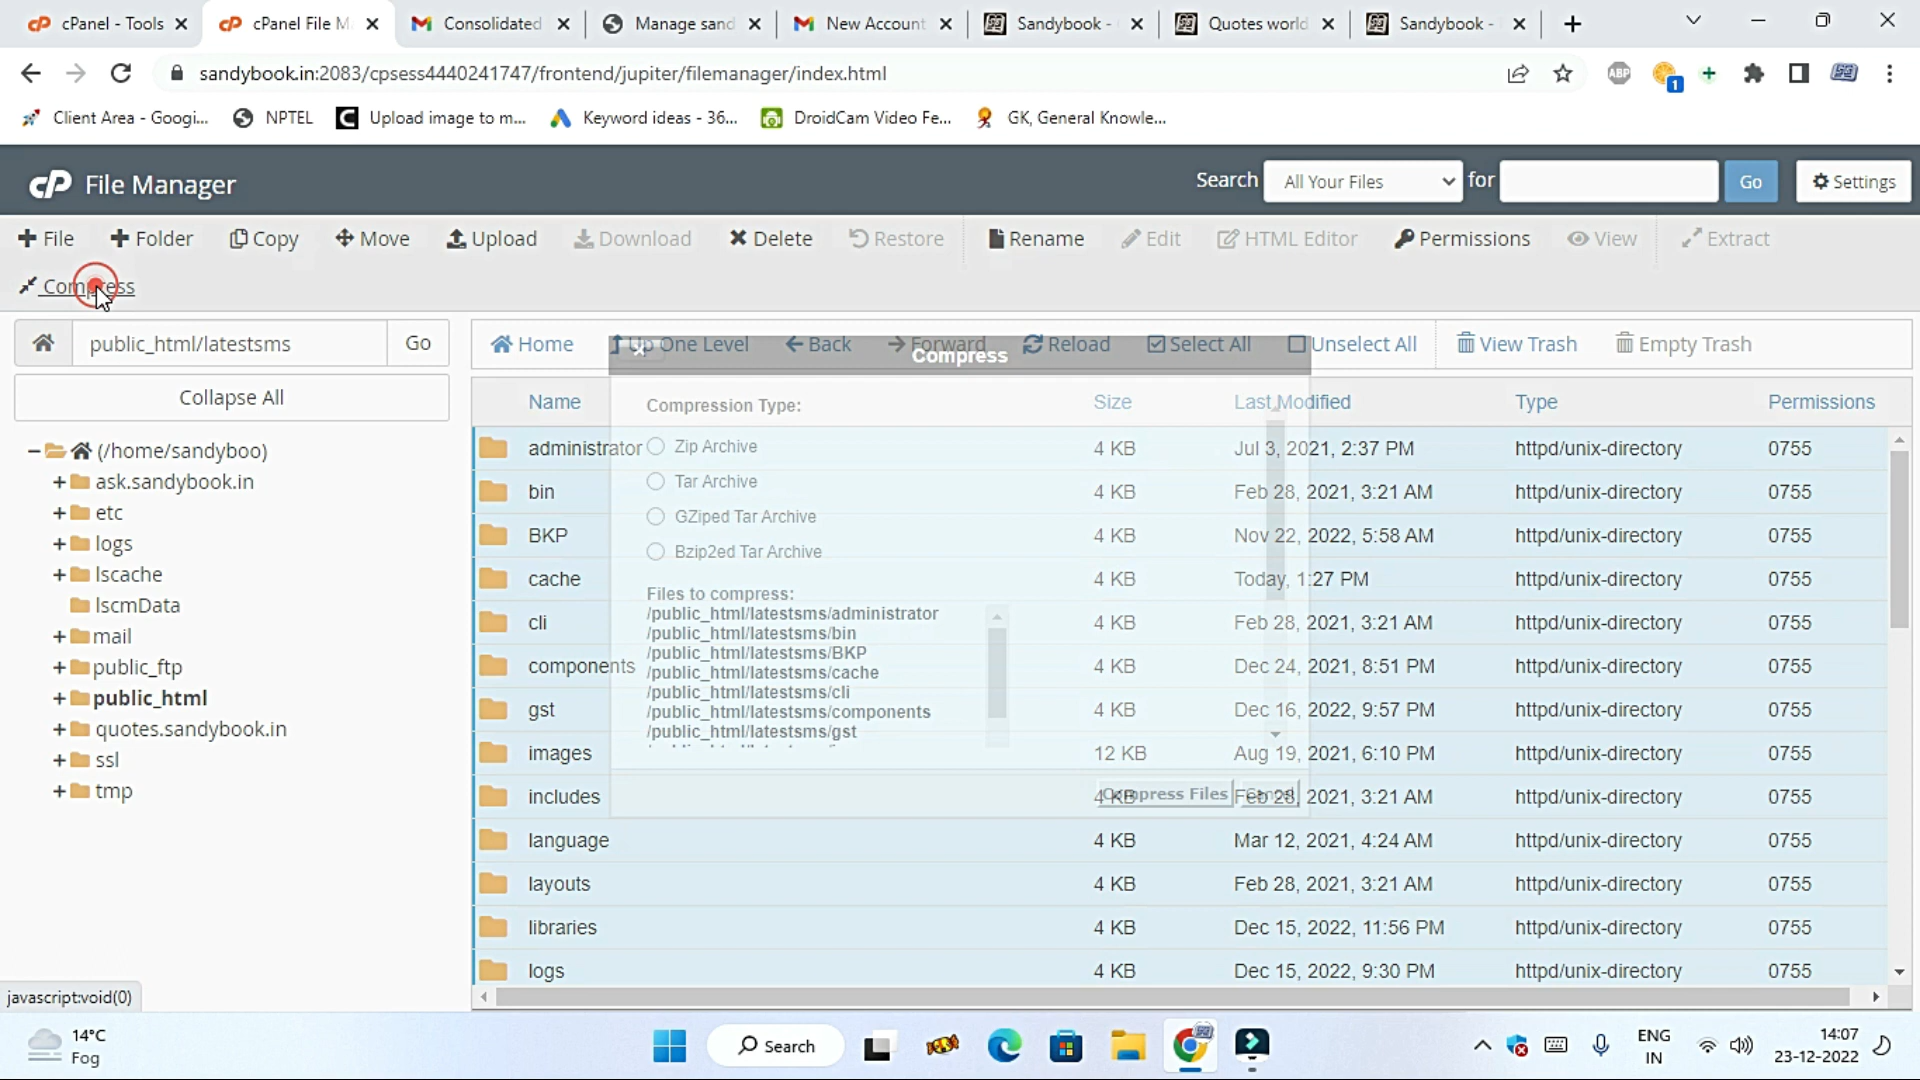 cPanel - Tools
cPanel File M
Consolidated
Manage sand
New Account
Sandybook -
Quotes world
Sandybook -
sandybook.in:2083/cpsess4440241747/frontend/jupiter/filemanager/index.html
ABP
1
Client Area - Googi...
NPTEL
Upload image to m...
Keyword ideas - 36...
DroidCam Video Fe...
GK, General Knowle...
cP File Manager
Search All Your Files for Go Settings
File Folder Copy Move Upload Download Delete Restore Rename Edit HTML Editor Permissions View Extract
Compress
public_html/latestsms Go
Home Up One Level Back Forward Reload Select All Unselect All View Trash Empty Trash
Collapse All
(/home/sandyboo)
ask.sandybook.in
etc
logs
lscache
lscmData
mail
public_ftp
public_html
quotes.sandybook.in
ssl
tmp
Name Size Last Modified Type Permissions
administrator 4 KB Jul 3, 2021, 2:37 PM httpd/unix-directory 0755
bin 4 KB Feb 28, 2021, 3:21 AM httpd/unix-directory 0755
BKP 4 KB Nov 22, 2022, 5:58 AM httpd/unix-directory 0755
cache 4 KB Today, 1:27 PM httpd/unix-directory 0755
cli 4 KB Feb 28, 2021, 3:21 AM httpd/unix-directory 0755
components 4 KB Dec 24, 2021, 8:51 PM httpd/unix-directory 0755
gst 4 KB Dec 16, 2022, 9:57 PM httpd/unix-directory 0755
images 12 KB Aug 19, 2021, 6:10 PM httpd/unix-directory 0755
includes 4 KB Feb 28, 2021, 3:21 AM httpd/unix-directory 0755
language 4 KB Mar 12, 2021, 4:24 AM httpd/unix-directory 0755
layouts 4 KB Feb 28, 2021, 3:21 AM httpd/unix-directory 0755
libraries 4 KB Dec 15, 2022, 11:56 PM httpd/unix-directory 0755
logs 4 KB Dec 15, 2022, 9:30 PM httpd/unix-directory 0755
Compress
Compression Type:
Zip Archive
Tar Archive
GZiped Tar Archive
Bzip2ed Tar Archive
Files to compress:
/public_html/latestsms/administrator
/public_html/latestsms/bin
/public_html/latestsms/BKP
/public_html/latestsms/cache
/public_html/latestsms/cli
/public_html/latestsms/components
/public_html/latestsms/gst
Compress Files Cancel
javascript:void(0)
14°C
Fog
Search
ENG
IN
14:07
23-12-2022